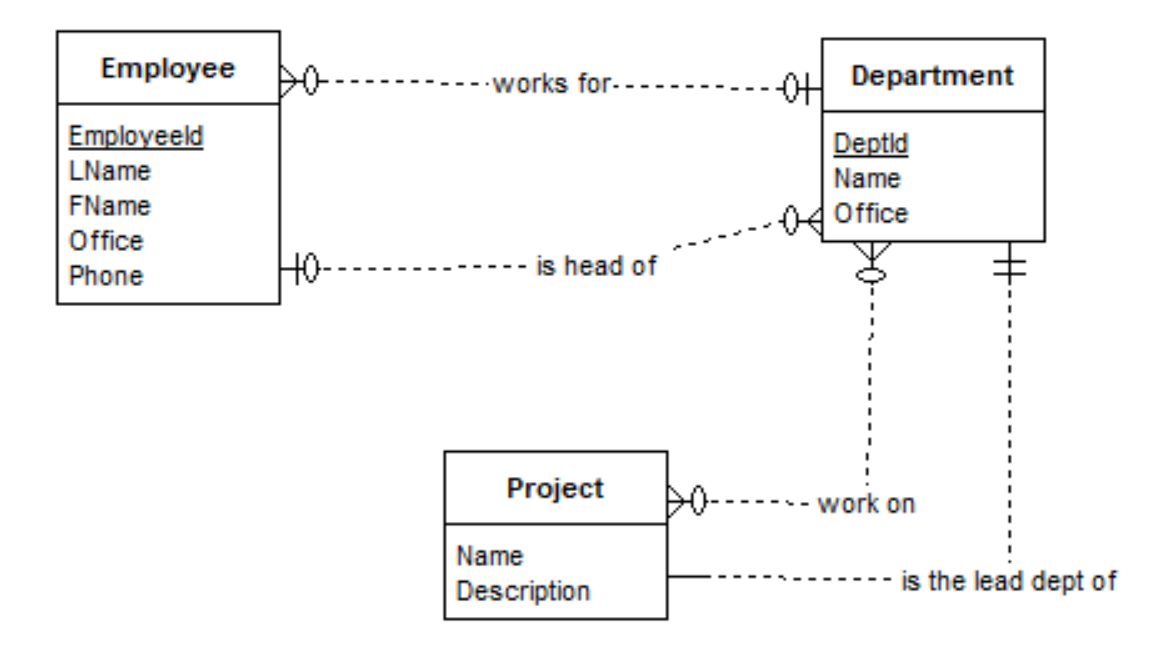 Employee
EmployeeId
LName
FName
Office
Phone
works for
Department
DeptId
Name
Office
is head of
Project
Name
Description
work on
is the lead dept of